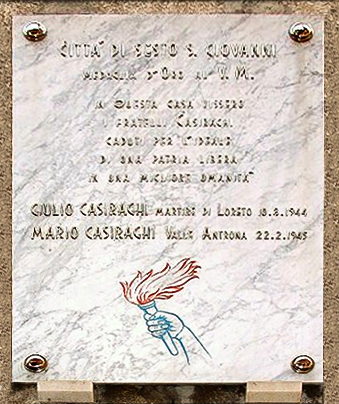 CITTA' DI SESTO S. GIOVANNI
MEDAGLIA D'ORO AL V. M.
IN QUESTA CASA VISSERO
I FRATELLI CASIRAGHI
CADUTI PER L'IDEALE
DI UNA PATRIA LIBERA
IN UNA MIGLIORE UMANITA'
GIULIO CASIRAGHI MARTIRE DI LORETO 10.8.1944
MARIO CASIRAGHI VALLE ANTRONA 22.2.1945